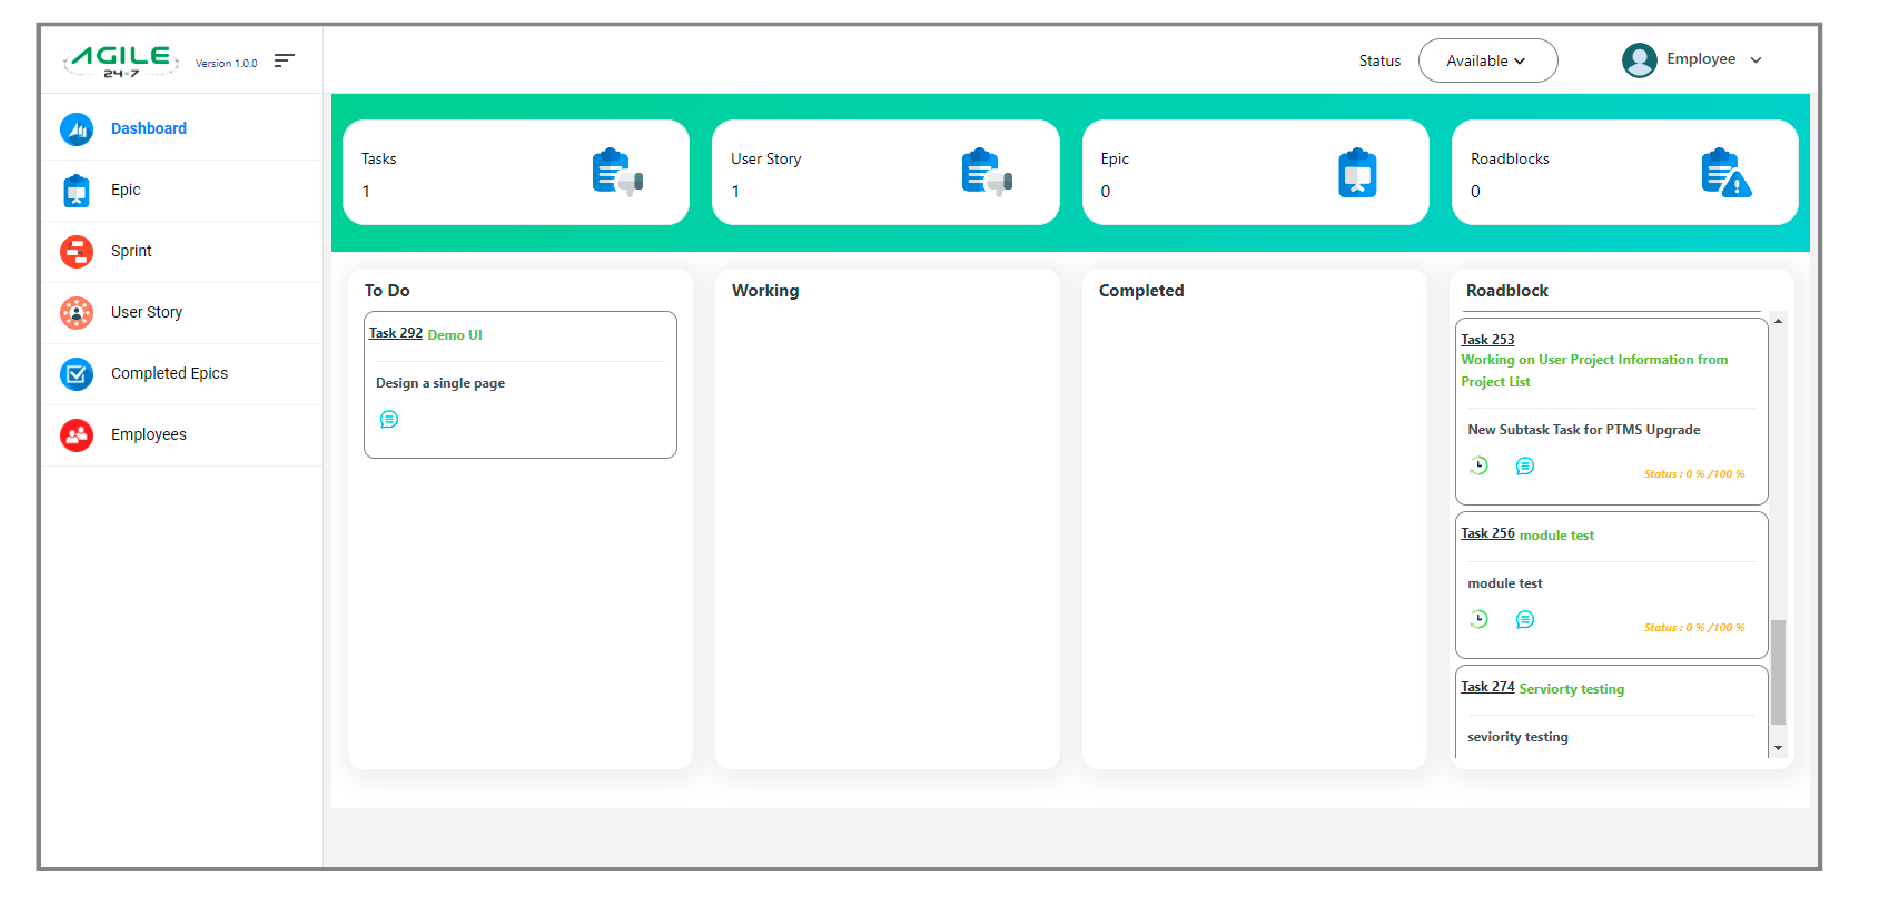 AGILE
24-7
Version 1.0.0
Status
Available
Employee
Dashboard
Epic
Sprint
User Story
Completed Epics
Employees
Tasks
1
User Story
1
Epic
0
Roadblocks
0
To Do
Task 292 Demo UI
Design a single page
Working
Completed
Roadblock
Task 253
Working on User Project Information from
Project List
New Subtask Task for PTMS Upgrade
Status : 0 % /100 %
Task 256 module test
module test
Status : 0 % /100 %
Task 274 Serviorty testing
seviority testing